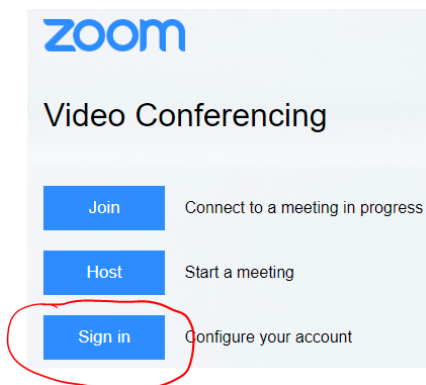 zoom
Video Conferencing
Join Connect to a meeting in progress
Host Start a meeting
Sign in Configure your account